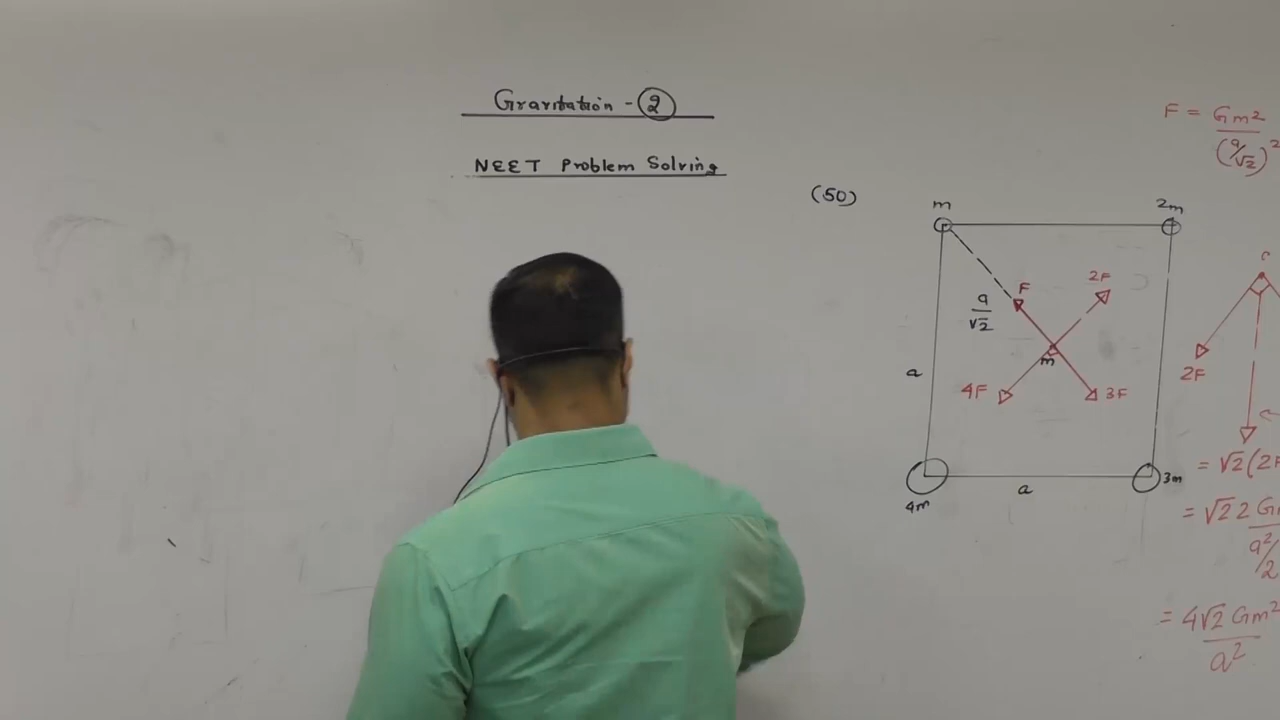 Gravitation - 2
NEET Problem Solving
(50)
m
2m
a
√2
F
2F
m
4F
3F
a
4m
a
3m
F = Gm²
(a/√2)²
2F
= √2(2F
= √2 2 G
a²/2
= 4√2 Gm²
a²